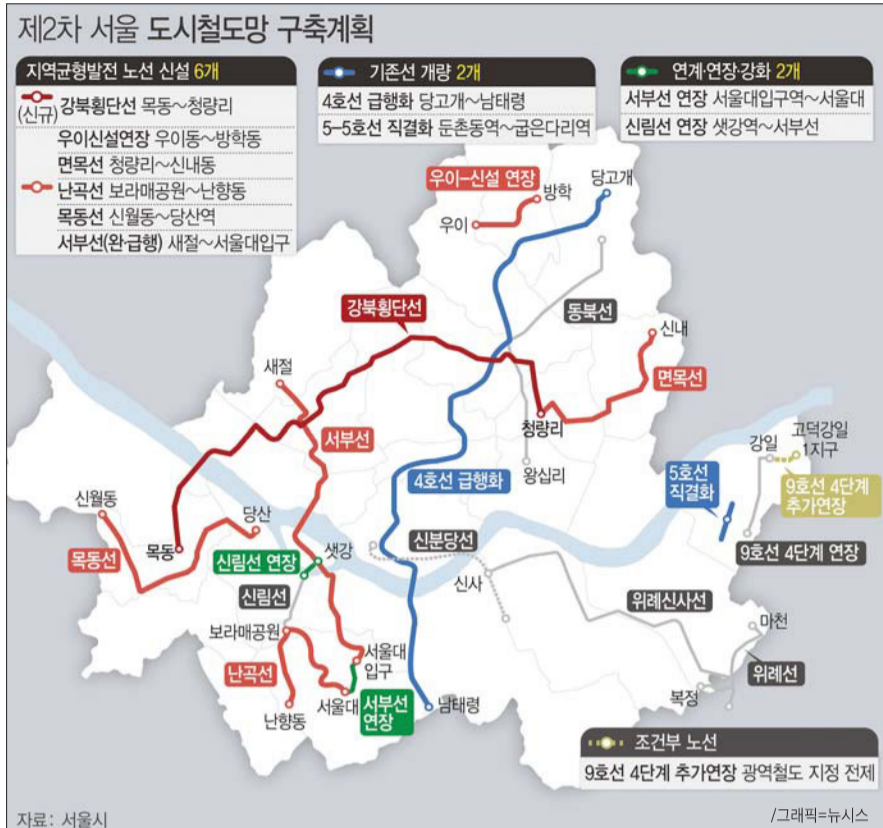 제2차 서울 도시철도망 구축계획
지역균형발전 노선 신설 6개
(신규) 강북횡단선 목동~청량리
우이신설연장 우이동~방학동
면목선 청량리~신내동
난곡선 보라매공원~난향동
목동선 신월동~당산역
서부선(완·급행) 새절~서울대입구
기존선 개량 2개
4호선 급행화 당고개~남태령
5–5호선 직결화 둔촌동역~굽은다리역
연계·연장·강화 2개
서부선 연장 서울대입구역~서울대
신림선 연장 샛강역~서부선
우이–신설 연장
방학
우이
당고개
동북선
강북횡단선
신내
새절
면목선
서부선
청량리
왕십리
4호선 급행화
강일
고덕강일
1지구
5호선
직결화
9호선 4단계
추가연장
9호선 4단계 연장
신월동
당산
목동선
목동
샛강
신림선 연장
신분당선
신사
신림선
위례신사선
보라매공원
마천
난곡선
서울대
입구
위례선
복정
난향동
서울대
서부선
연장
남태령
조건부 노선
9호선 4단계 추가연장 광역철도 지정 전제
자료: 서울시
/그래픽=뉴시스